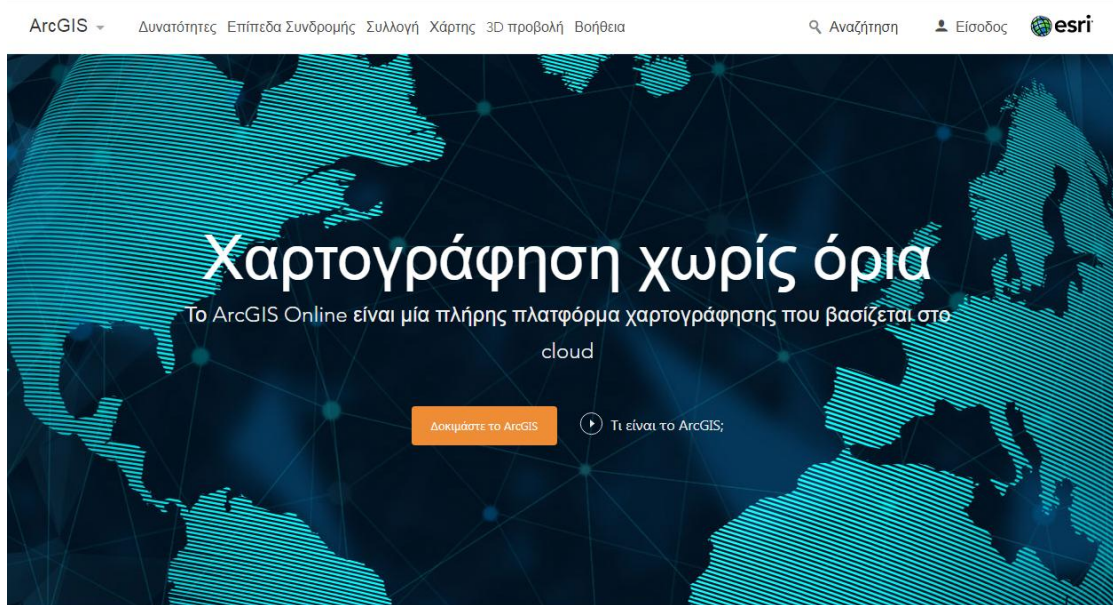 ArcGIS Δυνατότητες Επίπεδα Συνδρομής Συλλογή Χάρτης 3D προβολή Βοήθεια Αναζήτηση Είσοδος esri
Χαρτογράφηση χωρίς όρια
Το ArcGIS Online είναι μία πλήρης πλατφόρμα χαρτογράφησης που βασίζεται στο
cloud
Δοκιμάστε το ArcGIS Τι είναι το ArcGIS;